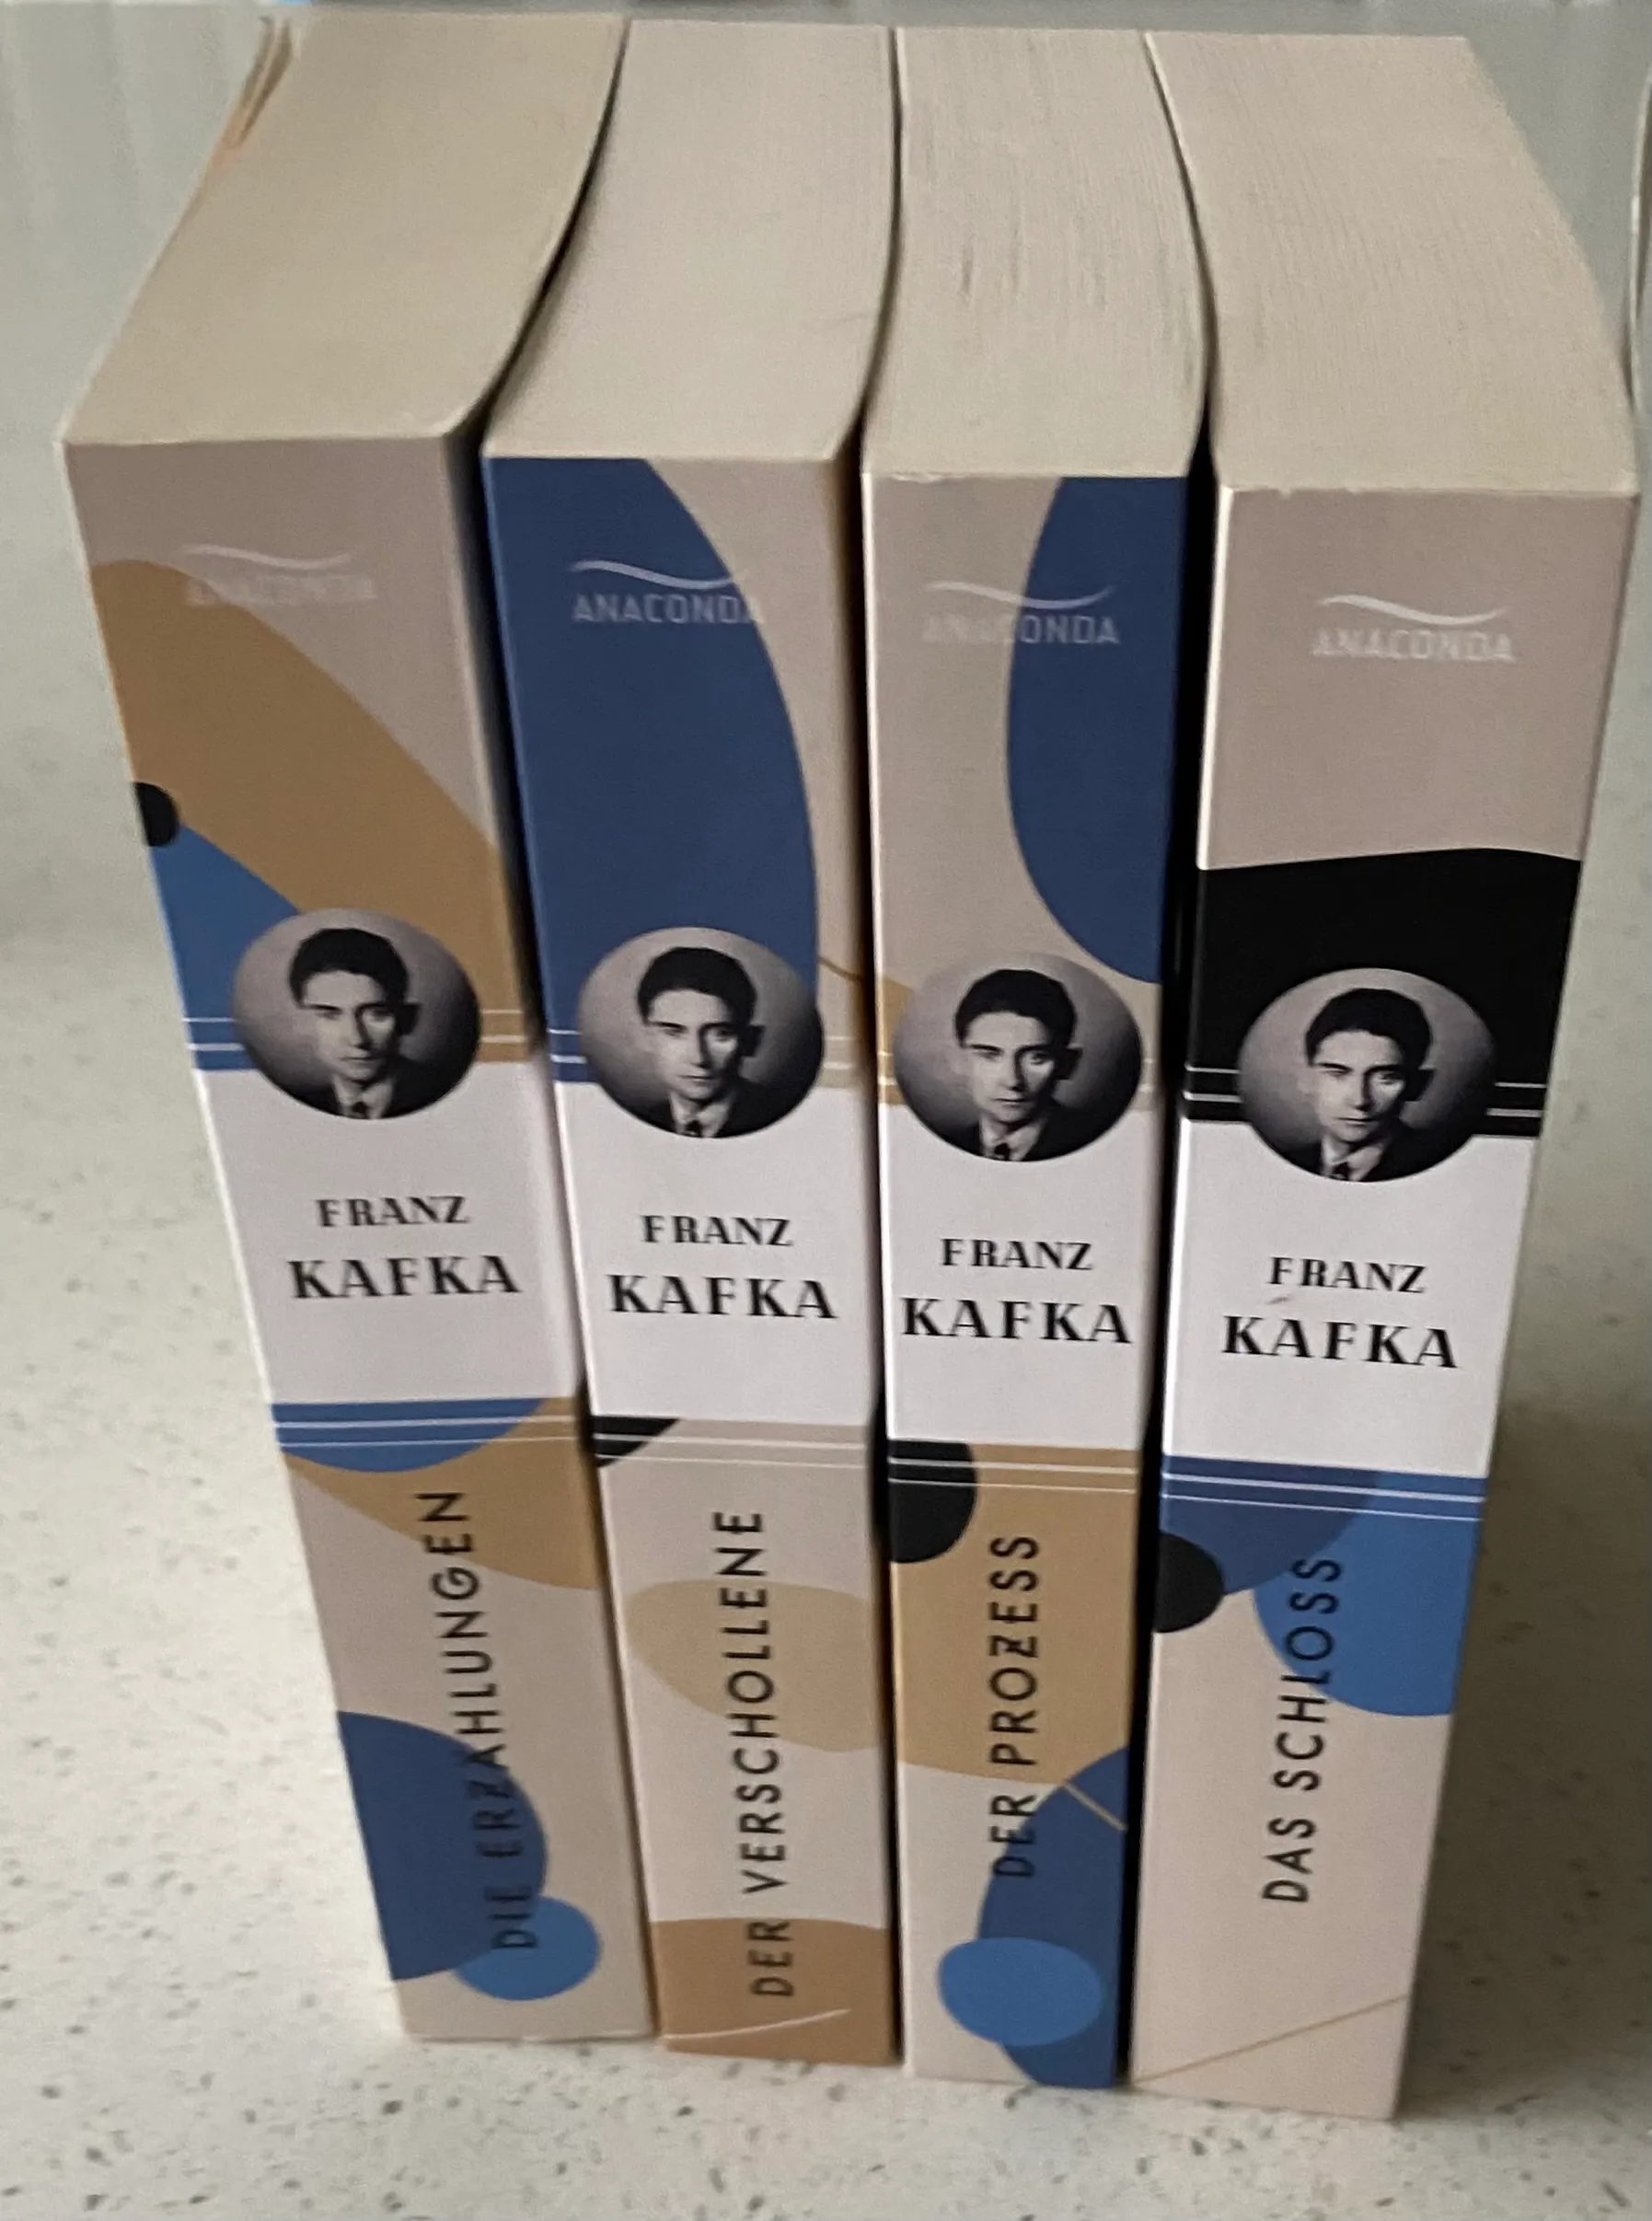 ANACONDA
FRANZ
KAFKA
DIE ERZÄHLUNGEN
ANACONDA
FRANZ
KAFKA
DER VERSCHOLLENE
ANACONDA
FRANZ
KAFKA
DER PROZESS
ANACONDA
FRANZ
KAFKA
DAS SCHLOSS